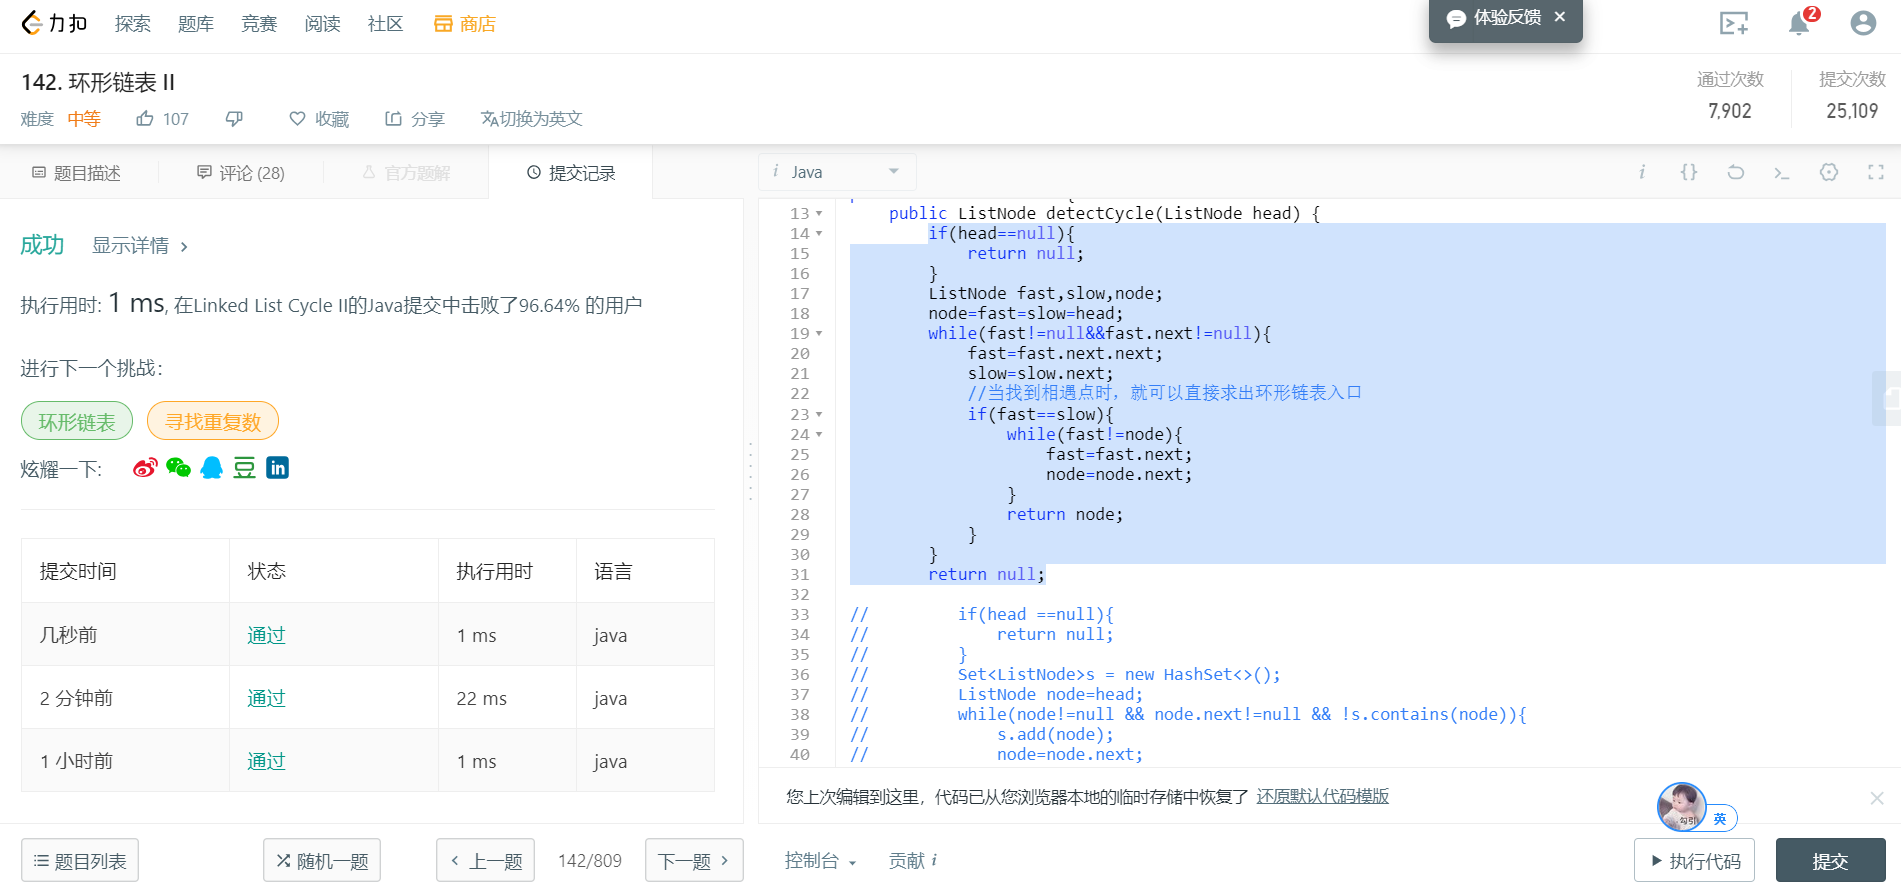 力扣 探索 题库 竞赛 阅读 社区 商店 体验反馈 × 2
142. 环形链表 II
难度 中等 107 收藏 分享 切换为英文
通过次数 提交次数
7,902 25,109
题目描述 评论 (28) 官方题解 提交记录
成功 显示详情 ›
执行用时: 1 ms, 在Linked List Cycle II的Java提交中击败了96.64% 的用户
进行下一个挑战：
环形链表 寻找重复数
炫耀一下:
豆 in
提交时间 状态 执行用时 语言
几秒前 通过 1 ms java
2 分钟前 通过 22 ms java
1 小时前 通过 1 ms java
题目列表 随机一题 ‹ 上一题 142/809 下一题 ›
i Java
i {} >_
13 public ListNode detectCycle(ListNode head) {
14 if(head==null){
15 return null;
16 }
17 ListNode fast,slow,node;
18 node=fast=slow=head;
19 while(fast!=null&&fast.next!=null){
20 fast=fast.next.next;
21 slow=slow.next;
22 //当找到相遇点时，就可以直接求出环形链表入口
23 if(fast==slow){
24 while(fast!=node){
25 fast=fast.next;
26 node=node.next;
27 }
28 return node;
29 }
30 }
31 return null;
32
33 // if(head ==null){
34 // return null;
35 // }
36 // Set<ListNode>s = new HashSet<>();
37 // ListNode node=head;
38 // while(node!=null && node.next!=null && !s.contains(node)){
39 // s.add(node);
40 // node=node.next;
您上次编辑到这里，代码已从您浏览器本地的临时存储中恢复了 还原默认代码模版
勾引 英
控制台 贡献 i 执行代码 提交